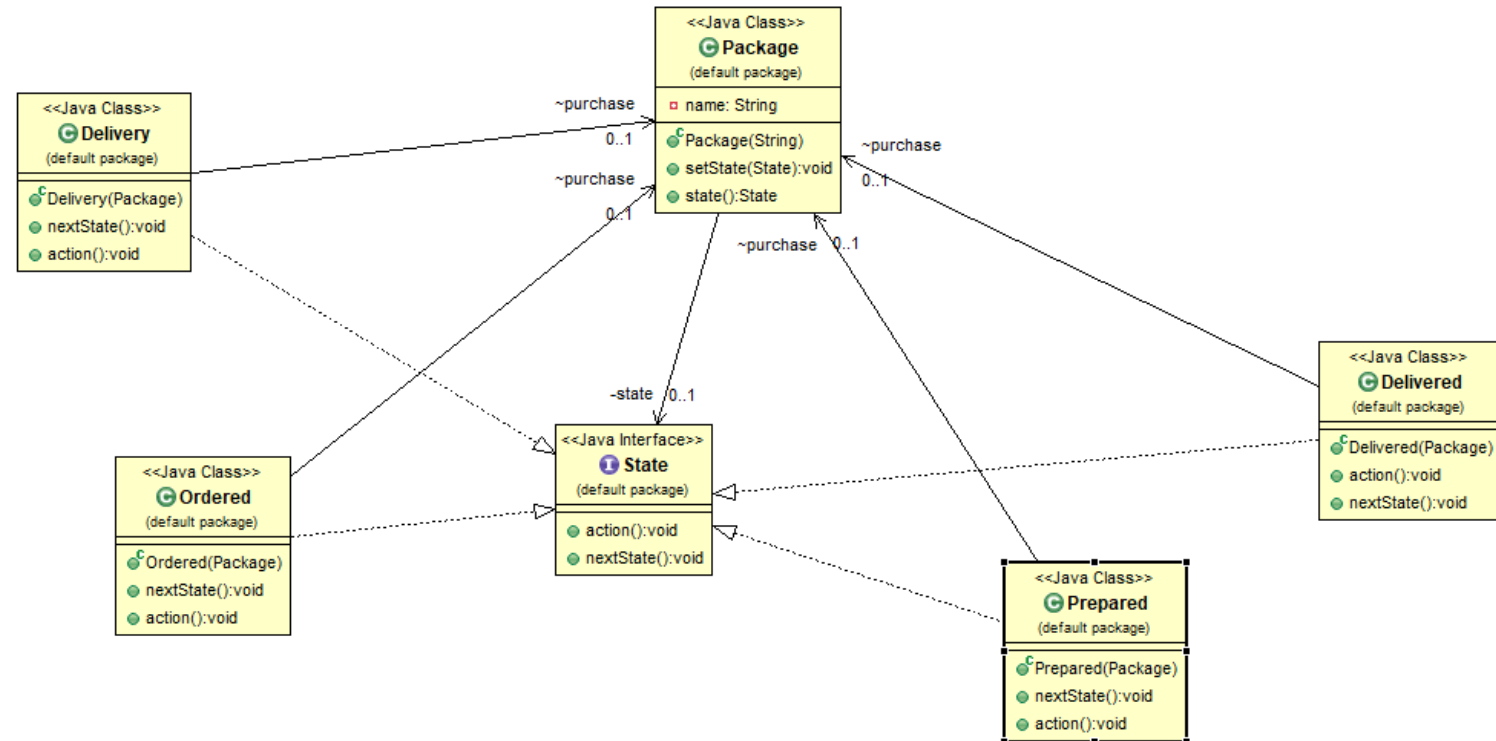 <<Java Class>>
Package
(default package)
name: String
Package(String)
setState(State):void
state():State
<<Java Class>>
Delivery
(default package)
Delivery(Package)
nextState():void
action():void
~purchase
0..1
~purchase
0..1
~purchase
0..1
~purchase
0..1
-state
0..1
<<Java Class>>
Delivered
(default package)
Delivered(Package)
action():void
nextState():void
<<Java Interface>>
State
(default package)
action():void
nextState():void
<<Java Class>>
Ordered
(default package)
Ordered(Package)
nextState():void
action():void
<<Java Class>>
Prepared
(default package)
Prepared(Package)
nextState():void
action():void